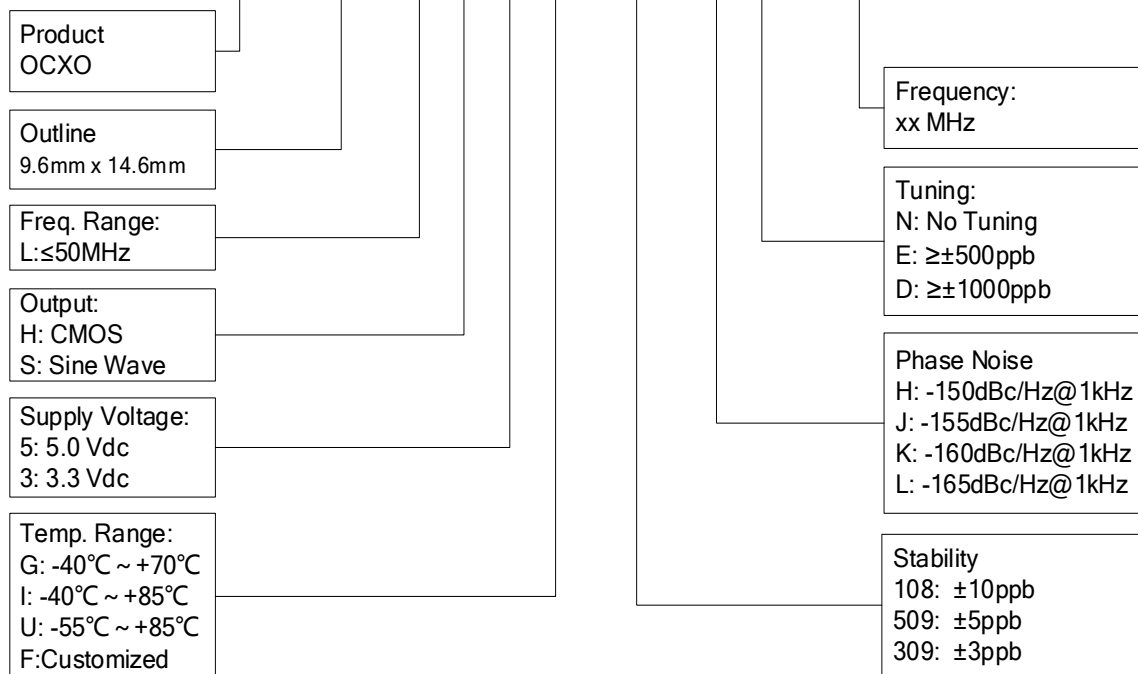 Product
OCXO
Outline
9.6mm x 14.6mm
Freq. Range:
L:≤50MHz
Output:
H: CMOS
S: Sine Wave
Supply Voltage:
5: 5.0 Vdc
3: 3.3 Vdc
Temp. Range:
G: -40℃ ~ +70℃
I: -40℃ ~ +85℃
U: -55℃ ~ +85℃
F:Customized
Frequency:
xx MHz
Tuning:
N: No Tuning
E: ≥±500ppb
D: ≥±1000ppb
Phase Noise
H: -150dBc/Hz@1kHz
J: -155dBc/Hz@1kHz
K: -160dBc/Hz@1kHz
L: -165dBc/Hz@1kHz
Stability
108: ±10ppb
509: ±5ppb
309: ±3ppb